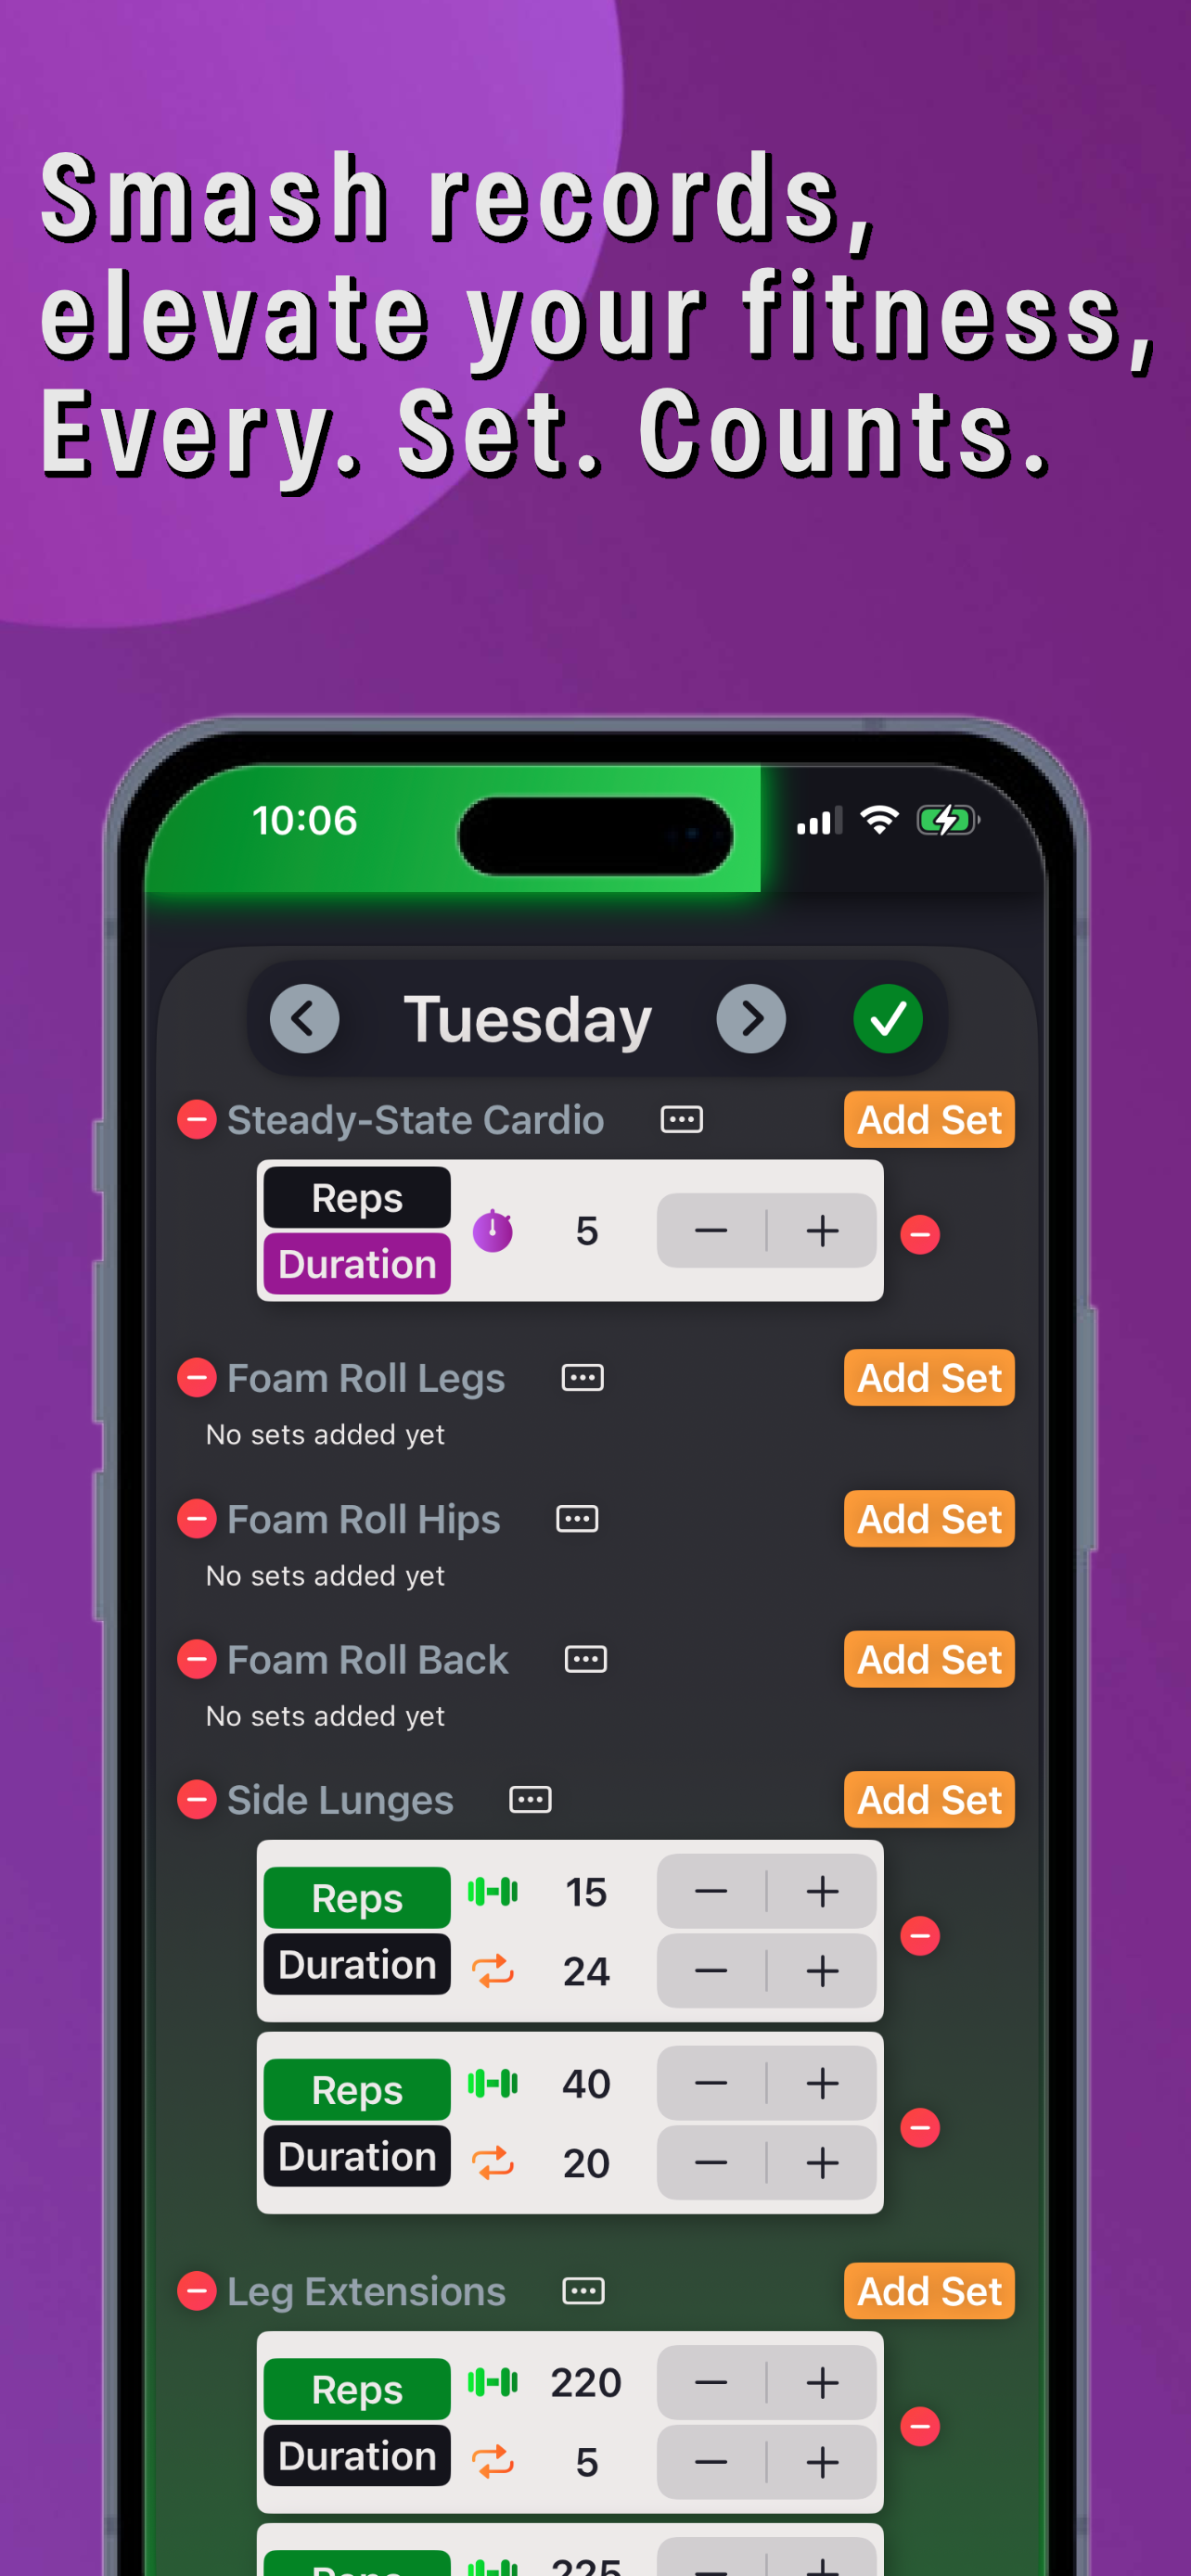 Smash records,
elevate your fitness,
Every. Set. Counts.
10:06
Tuesday
Steady-State Cardio Add Set
Reps
Duration
5
Foam Roll Legs Add Set
No sets added yet
Foam Roll Hips Add Set
No sets added yet
Foam Roll Back Add Set
No sets added yet
Side Lunges Add Set
Reps 15
Duration 24
Reps 40
Duration 20
Leg Extensions Add Set
Reps 220
Duration 5
Reps 225